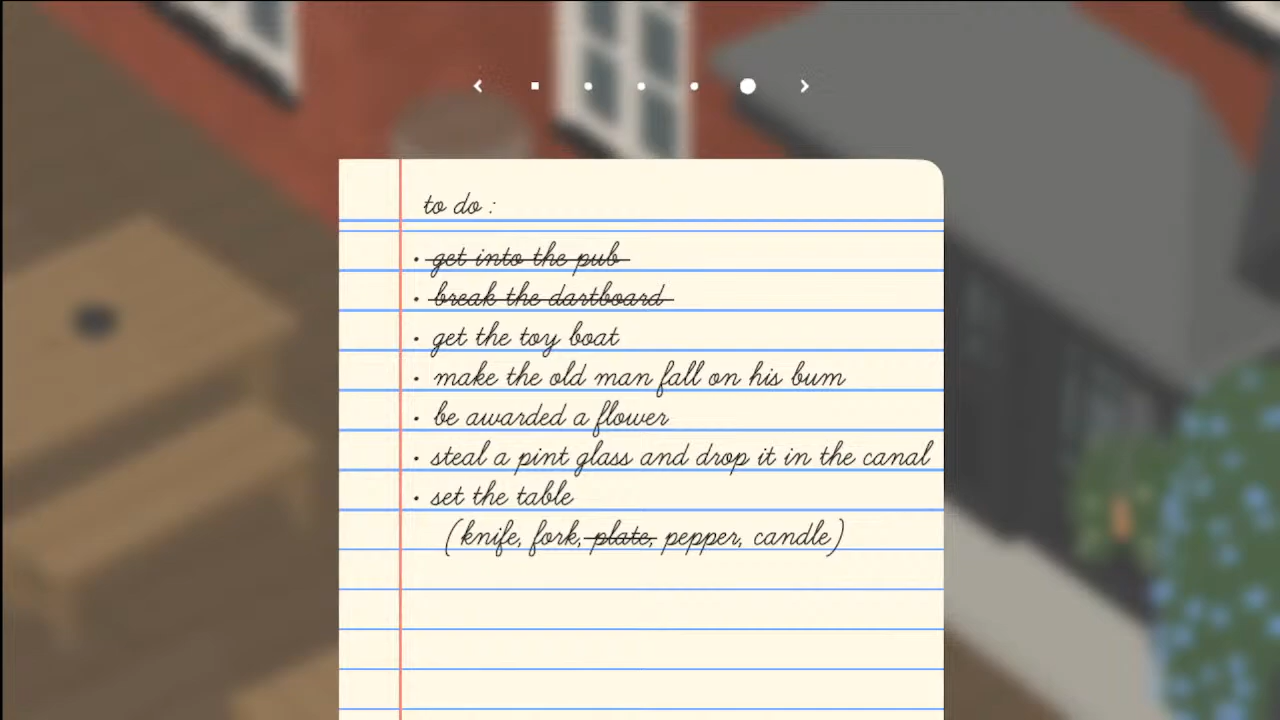 to do :
• get into the pub
• break the dartboard
• get the toy boat
• make the old man fall on his bum
• be awarded a flower
• steal a pint glass and drop it in the canal
• set the table
(knife, fork, plate, pepper, candle)